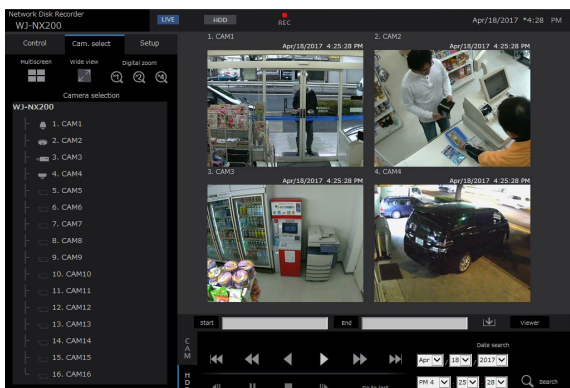 Network Disk Recorder
WJ-NX200
LIVE
HDD
REC
Apr/18/2017 *4:28 PM
Control
Cam. select
Setup
Multiscreen
Wide view
Digital zoom
Camera selection
WJ-NX200
1. CAM1
2. CAM2
3. CAM3
4. CAM4
5. CAM5
6. CAM6
7. CAM7
8. CAM8
9. CAM9
10. CAM10
11. CAM11
12. CAM12
13. CAM13
14. CAM14
15. CAM15
16. CAM16
1. CAM1
Apr/18/2017 4:25:28 PM
2. CAM2
Apr/18/2017 4:25:28 PM
3. CAM3
Apr/18/2017 4:25:28 PM
4. CAM4
Apr/18/2017 4:25:28 PM
Start
End
Viewer
CAM
HD
Date search
Apr / 18 / 2017
PM 4 : 25 : 28
search
Go to last